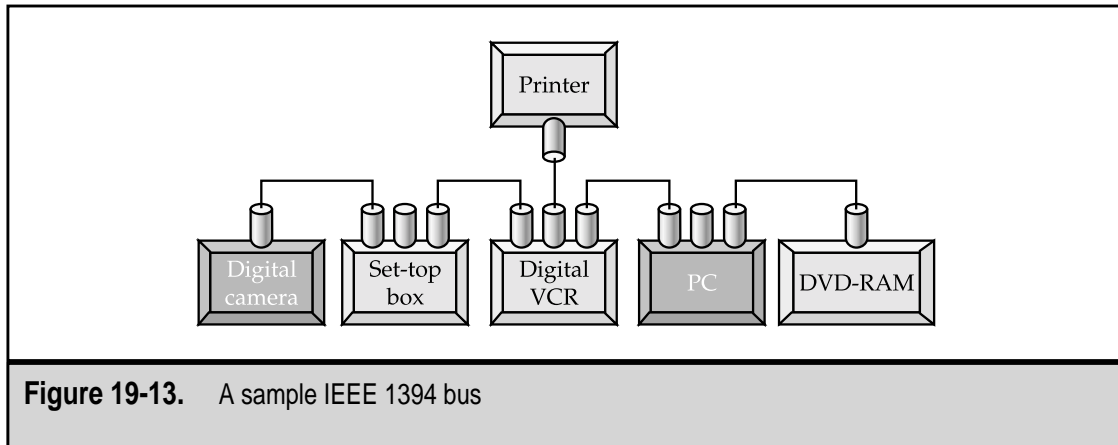 Printer
Digital
camera
Set-top
box
Digital
VCR
PC
DVD-RAM
Figure 19-13. A sample IEEE 1394 bus